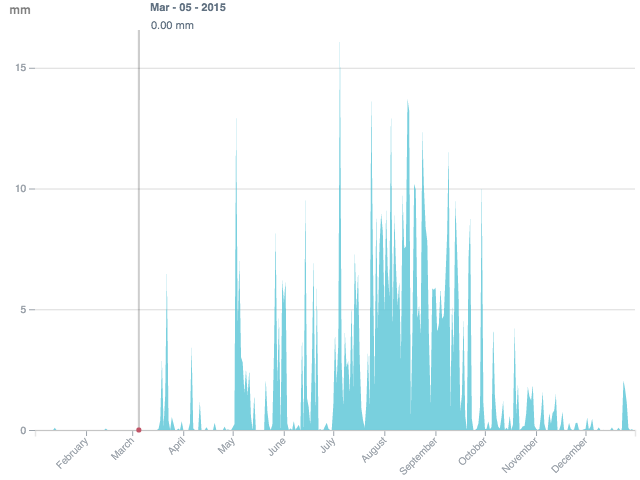 mm
Mar - 05 - 2015
0.00 mm
15
10
5
0
February
March
April
May
June
July
August
September
October
November
December